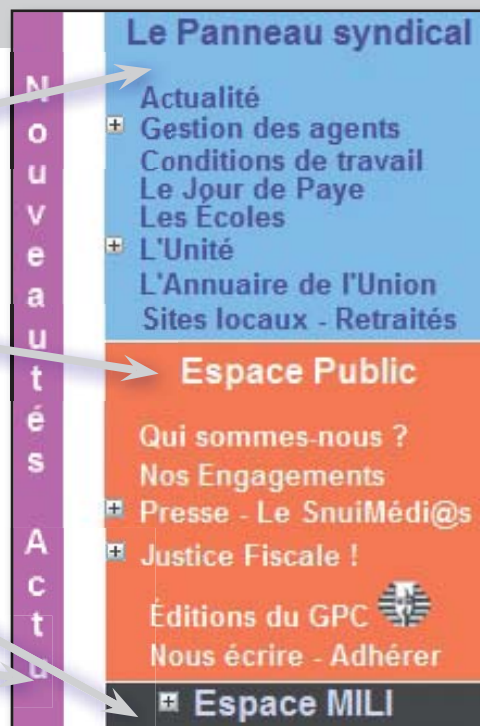 Nouveautés Actu
Le Panneau syndical
Actualité
Gestion des agents
Conditions de travail
Le Jour de Paye
Les Écoles
L'Unité
L'Annuaire de l'Union
Sites locaux - Retraités
Espace Public
Qui sommes-nous ?
Nos Engagements
Presse - Le SnuiMédi@s
Justice Fiscale !
Éditions du GPC
Nous écrire - Adhérer
Espace MILI